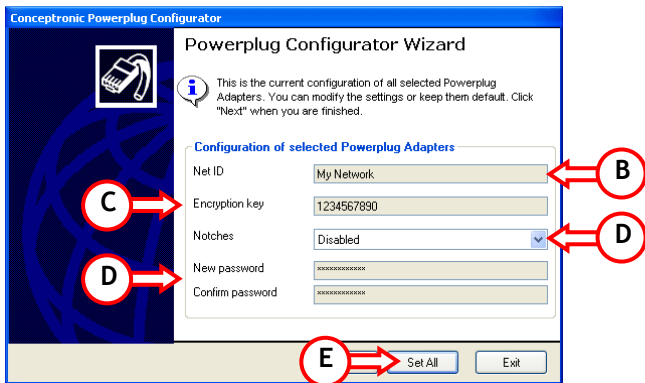 Conceptronic Powerplug Configurator
Powerplug Configurator Wizard
This is the current configuration of all selected Powerplug
Adapters. You can modify the settings or keep them default. Click
"Next" when you are finished.
Configuration of selected Powerplug Adapters
Net ID
My Network
B
C
Encryption key
1234567890
Notches
Disabled
D
D
New password
xxxxxxxxxxxx
Confirm password
xxxxxxxxxxxx
E
Set All
Exit